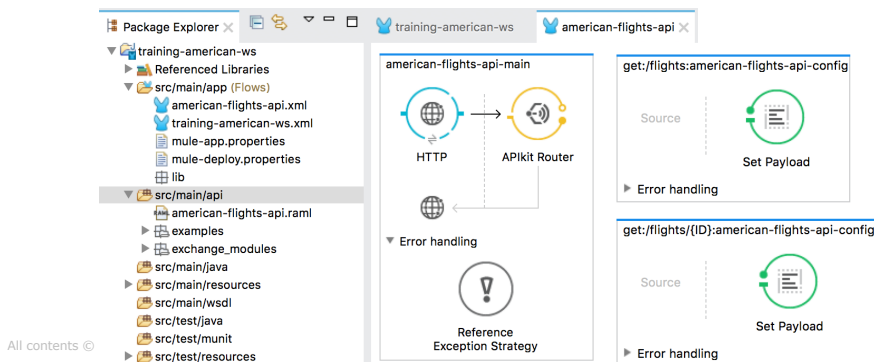 Package Explorer
training-american-ws
american-flights-api
training-american-ws
Referenced Libraries
src/main/app (Flows)
american-flights-api.xml
training-american-ws.xml
mule-app.properties
mule-deploy.properties
lib
src/main/api
RAML american-flights-api.raml
examples
exchange_modules
src/main/java
src/main/resources
src/main/wsdl
src/test/java
src/test/munit
src/test/resources
american-flights-api-main
HTTP
APIkit Router
Error handling
Reference
Exception Strategy
get:/flights:american-flights-api-config
Source
Set Payload
Error handling
get:/flights/{ID}:american-flights-api-config
Source
Set Payload
Error handling
All contents ©